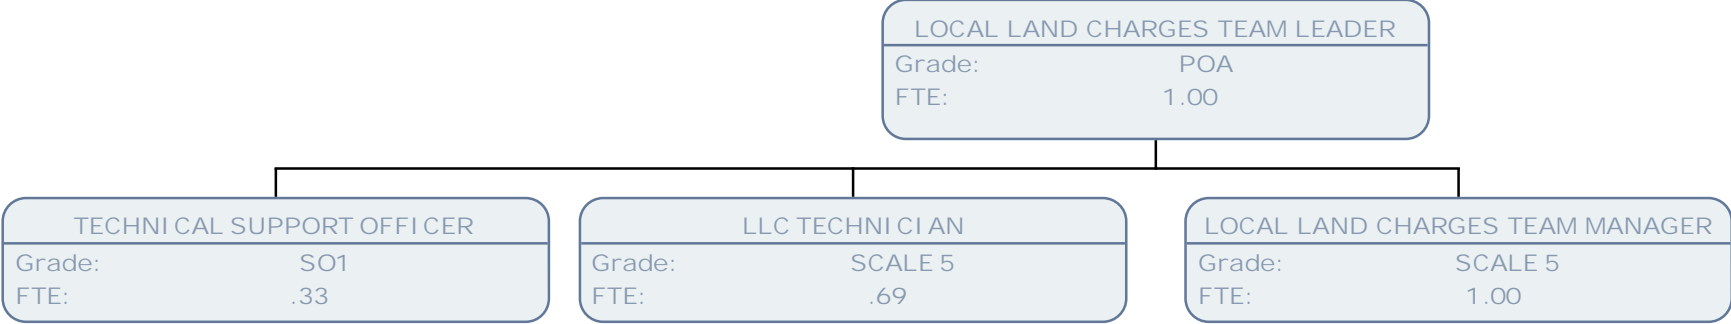 LOCAL LAND CHARGES TEAM LEADER
Grade: POA
FTE: 1.00
TECHNICAL SUPPORT OFFICER
Grade: SO1
FTE: .33
LLC TECHNICIAN
Grade: SCALE 5
FTE: .69
LOCAL LAND CHARGES TEAM MANAGER
Grade: SCALE 5
FTE: 1.00